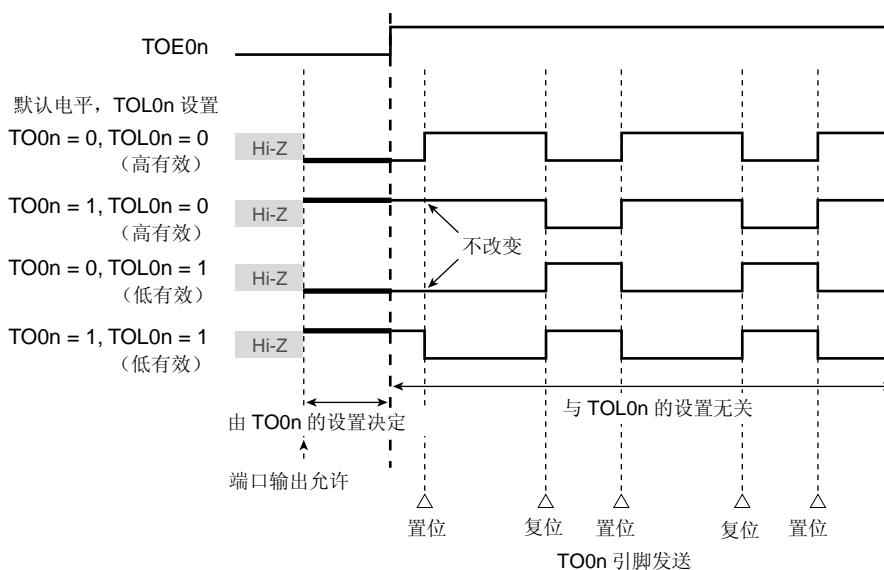 TOE0n
默认电平，TOL0n 设置
TO0n = 0, TOL0n = 0
（高有效）
Hi-Z
TO0n = 1, TOL0n = 0
（高有效）
Hi-Z
不改变
TO0n = 0, TOL0n = 1
（低有效）
Hi-Z
TO0n = 1, TOL0n = 1
（低有效）
Hi-Z
由 TO0n 的设置决定
与 TOL0n 的设置无关
端口输出允许
置位
复位
置位
复位
置位
TO0n 引脚发送